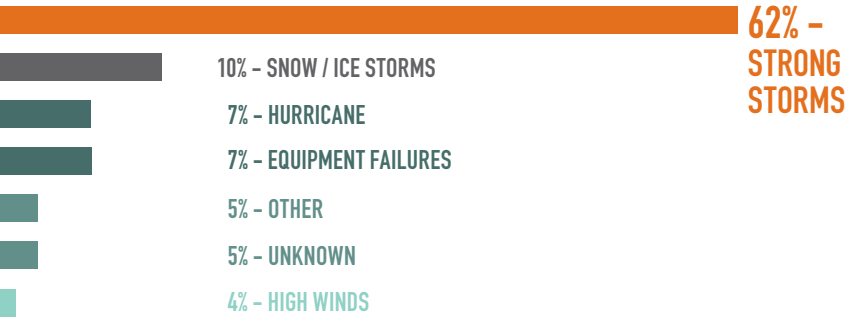 62% –
STRONG
STORMS
10% – SNOW / ICE STORMS
7% – HURRICANE
7% – EQUIPMENT FAILURES
5% – OTHER
5% – UNKNOWN
4% – HIGH WINDS